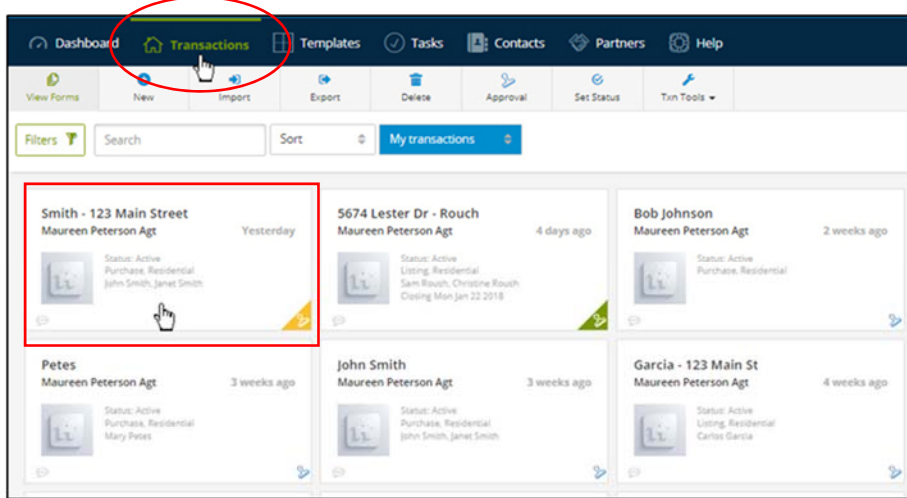 Dashboard Transactions Templates Tasks Contacts Partners Help
View Forms New Import Export Delete Approval Set Status Txn Tools
Filters Search Sort My transactions
Smith - 123 Main Street
Maureen Peterson Agt Yesterday
Status: Active
Purchase, Residential
John Smith, Janet Smith
5674 Lester Dr - Rouch
Maureen Peterson Agt 4 days ago
Status: Active
Listing, Residential
Sam Roush, Christine Roush
Closing Mon Jan 22 2018
Bob Johnson
Maureen Peterson Agt 2 weeks ago
Status: Active
Purchase, Residential
Petes
Maureen Peterson Agt 3 weeks ago
Status: Active
Purchase, Residential
Mary Petes
John Smith
Maureen Peterson Agt 3 weeks ago
Status: Active
Purchase, Residential
John Smith, Janet Smith
Garcia - 123 Main St
Maureen Peterson Agt 4 weeks ago
Status: Active
Listing, Residential
Carlos Garcia